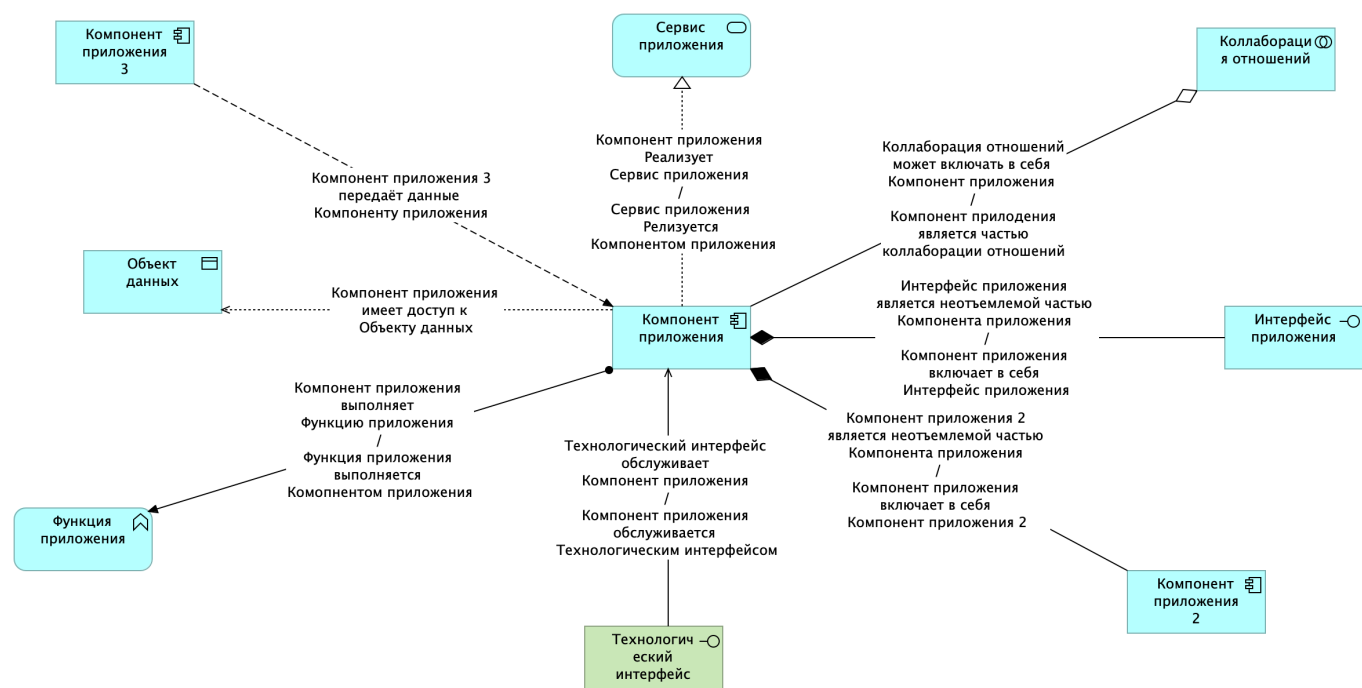 Компонент
приложения
3
Сервис
приложения
Коллатораци
я отношений
Компонент приложения
Реализует
Сервис приложения
/
Сервис приложения
Релизуется
Компонентом приложения
Коллаборация отношений
может включать в себя
Компонент приложения
/
Компонент прилодения
является частью
коллаборации отношений
Компонент приложения 3
передаёт данные
Компоненту приложения
Объект
данных
Компонент приложения
имеет доступ к
Объекту данных
Компонент
приложения
Интерфейс приложения
является неотъемлемой частью
Компонента приложения
/
Компонент приложения
включает в себя
Интерфейс приложения
Интерфейс
приложения
Компонент приложения
выполняет
Функцию приложения
/
Функция приложения
выполняется
Комопнентом приложения
Компонент приложения 2
является неотъемлемой частью
Компонента приложения
/
Компонент приложения
включает в себя
Компонент приложения 2
Технологический интерфейс
обслуживает
Компонент приложения
/
Компонент приложения
обслуживается
Технологическим интерфейсом
Функция
приложения
Компонент
приложения
2
Технологич
еский
интерфейс